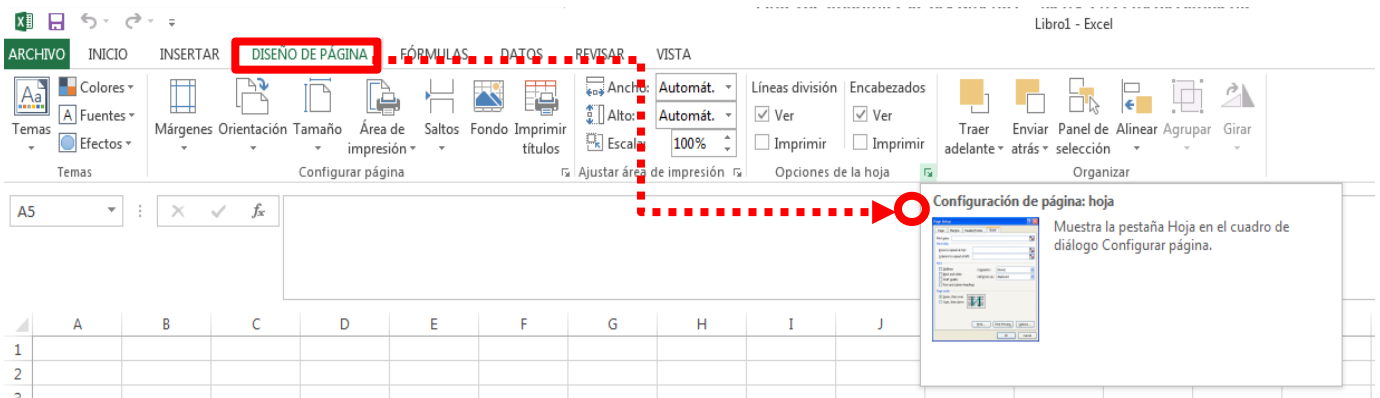 Libro1 - Excel
ARCHIVO INICIO INSERTAR DISEÑO DE PÁGINA FÓRMULAS DATOS REVISAR VISTA
Aa Colores
A Fuentes
Efectos
Temas
Temas
Márgenes Orientación Tamaño Área de impresión Saltos Fondo Imprimir títulos
Configurar página
Ancho: Automát.
Alto: Automát.
Escala: 100%
Ajustar área de impresión
Líneas división Encabezados
Ver Ver
Imprimir Imprimir
Opciones de la hoja
Traer adelante Enviar atrás Panel de selección Alinear Agrupar Girar
Organizar
A5 fx
Configuración de página: hoja
Muestra la pestaña Hoja en el cuadro de
diálogo Configurar página.
A B C D E F G H I J
1
2